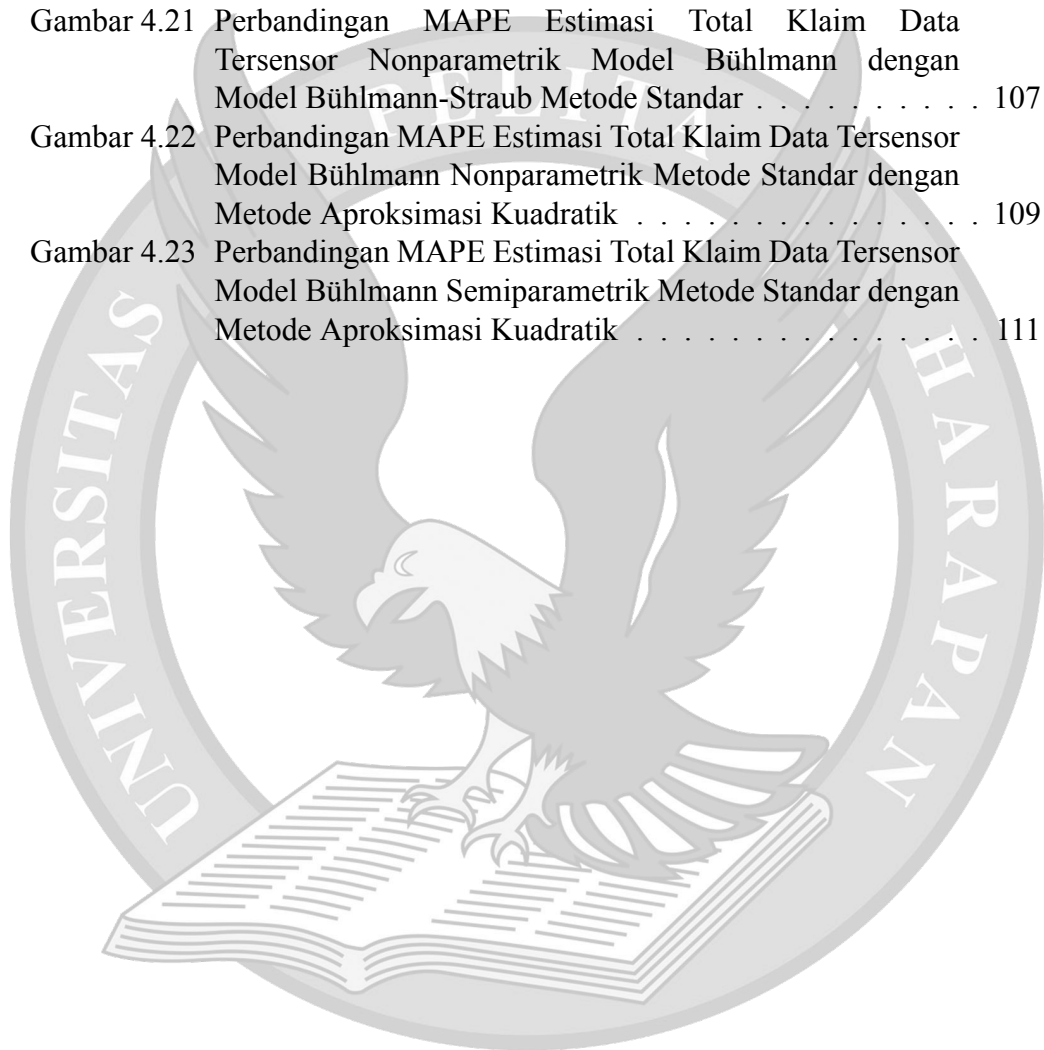 Gambar 4.21 Perbandingan MAPE Estimasi Total Klaim Data
Tersensor Nonparametrik Model Bühlmann dengan
Model Bühlmann-Straub Metode Standar . . . . . . . . . . 107
Gambar 4.22 Perbandingan MAPE Estimasi Total Klaim Data Tersensor
Model Bühlmann Nonparametrik Metode Standar dengan
Metode Aproksimasi Kuadratik . . . . . . . . . . . . . . . 109
Gambar 4.23 Perbandingan MAPE Estimasi Total Klaim Data Tersensor
Model Bühlmann Semiparametrik Metode Standar dengan
Metode Aproksimasi Kuadratik . . . . . . . . . . . . . . . 111
UNIVERSITAS
PELITA
HARAPAN